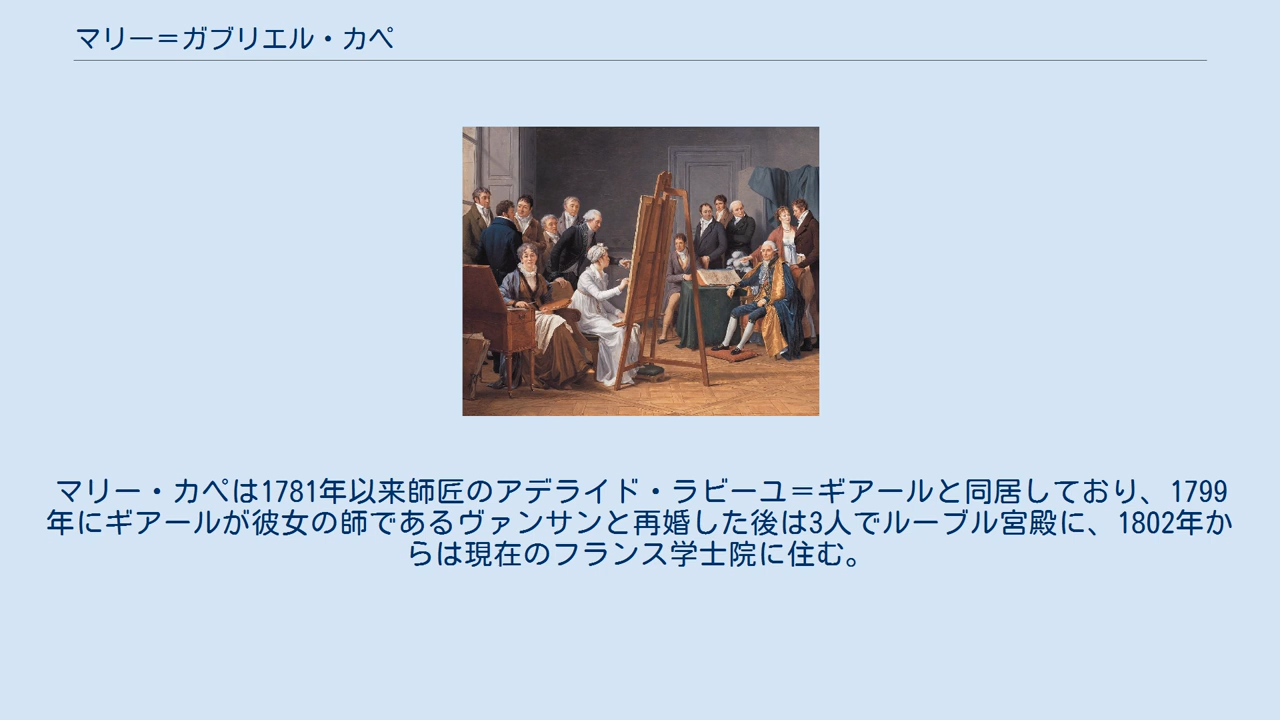 マリー＝ガブリエル・カペ
マリー・カペは1781年以来師匠のアデライド・ラビーユ＝ギアールと同居しており、1799
年にギアールが彼女の師であるヴァンサンと再婚した後は3人でルーブル宮殿に、1802年か
らは現在のフランス学士院に住む。